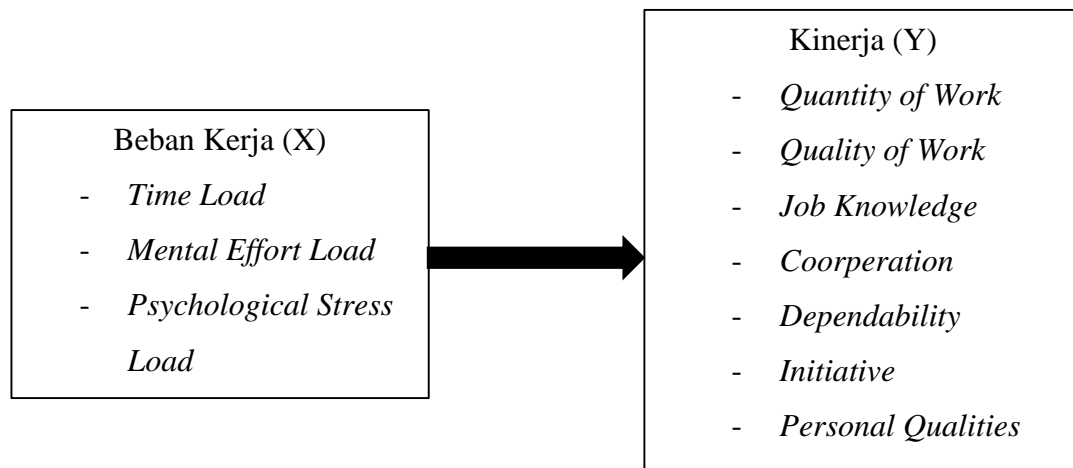 Beban Kerja (X)
- Time Load
- Mental Effort Load
- Psychological Stress
Load
Kinerja (Y)
- Quantity of Work
- Quality of Work
- Job Knowledge
- Coorperation
- Dependability
- Initiative
- Personal Qualities